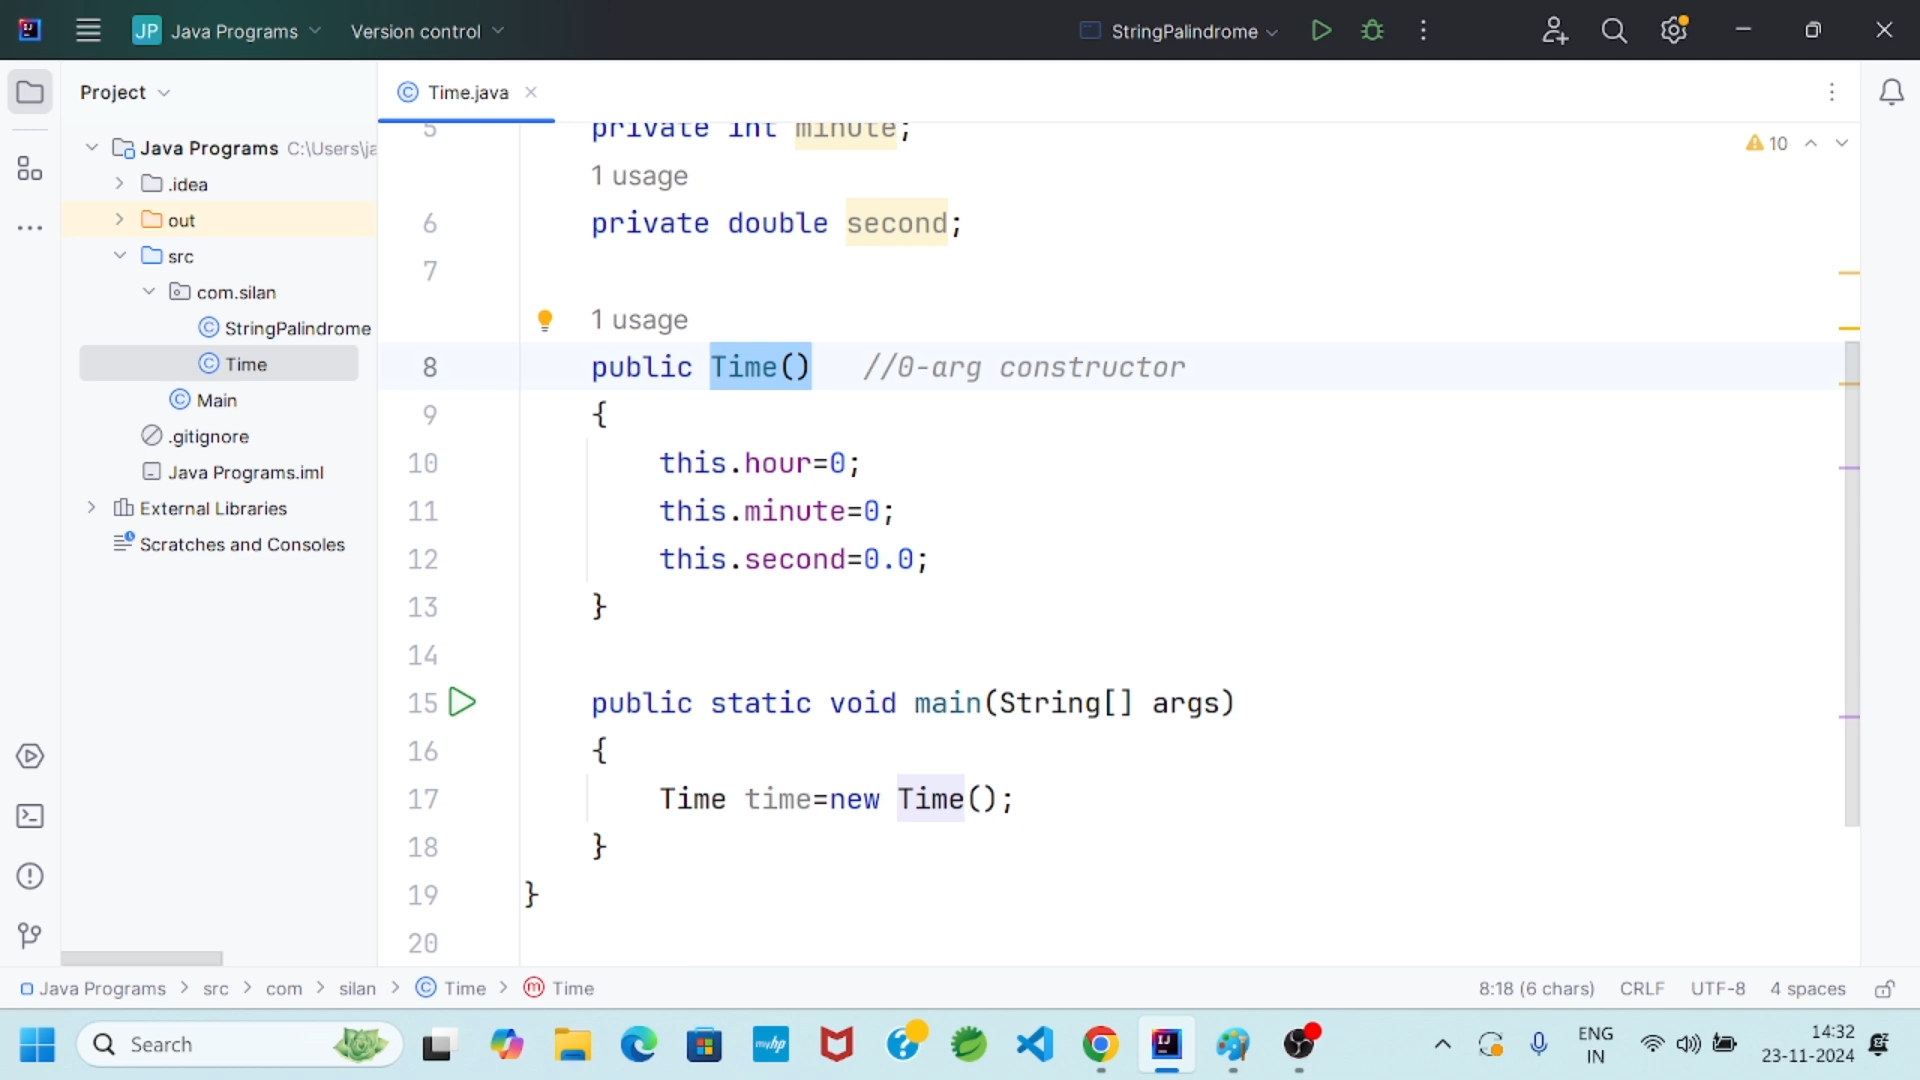 JP Java Programs Version control StringPalindrome
Project
Time.java
Java Programs C:\Users\ja
.idea
out
src
com.silan
StringPalindrome
Time
Main
.gitignore
Java Programs.iml
External Libraries
Scratches and Consoles
5 private int minute;
1 usage
6 private double second;
7
1 usage
8 public Time() //0-arg constructor
9 {
10 this.hour=0;
11 this.minute=0;
12 this.second=0.0;
13 }
14
15 public static void main(String[] args)
16 {
17 Time time=new Time();
18 }
19 }
20
10
Java Programs > src > com > silan > Time > Time
8:18 (6 chars) CRLF UTF-8 4 spaces
Search
myhp
ENG
IN
14:32
23-11-2024